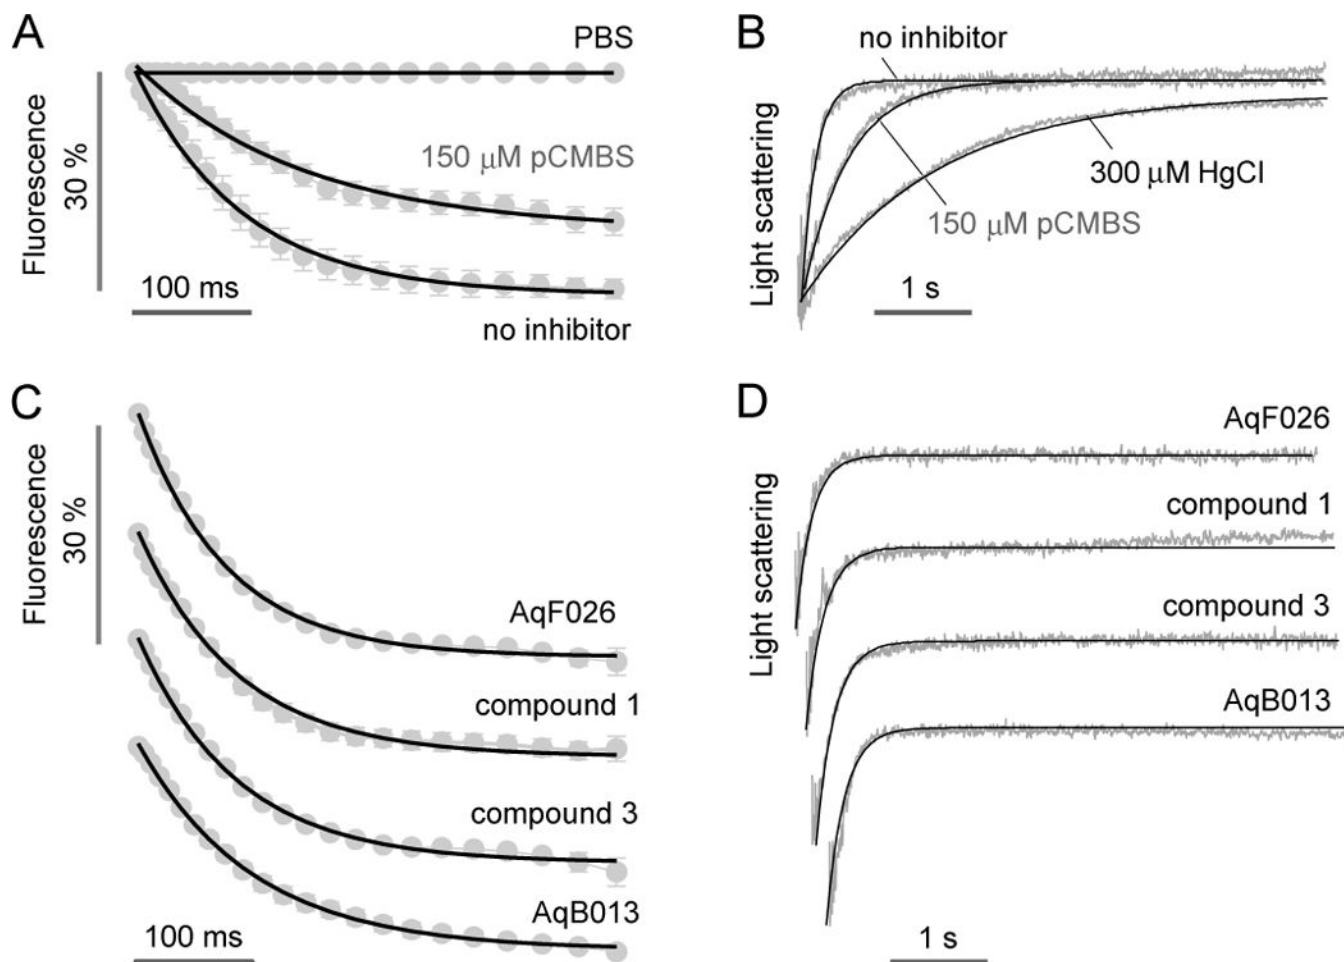 A
PBS
Fluorescence
30 %
150 µM pCMBS
100 ms
no inhibitor
B
no inhibitor
Light scattering
300 µM HgCl
150 µM pCMBS
1 s
C
Fluorescence
30 %
AqF026
compound 1
compound 3
AqB013
100 ms
D
AqF026
Light scattering
compound 1
compound 3
AqB013
1 s